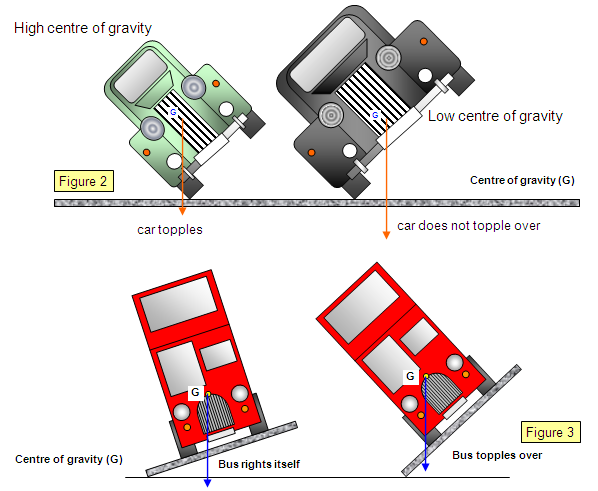 High centre of gravity
G
G
Low centre of gravity
Figure 2
Centre of gravity (G)
car topples
car does not topple over
G
G
Figure 3
Centre of gravity (G)
Bus rights itself
Bus topples over